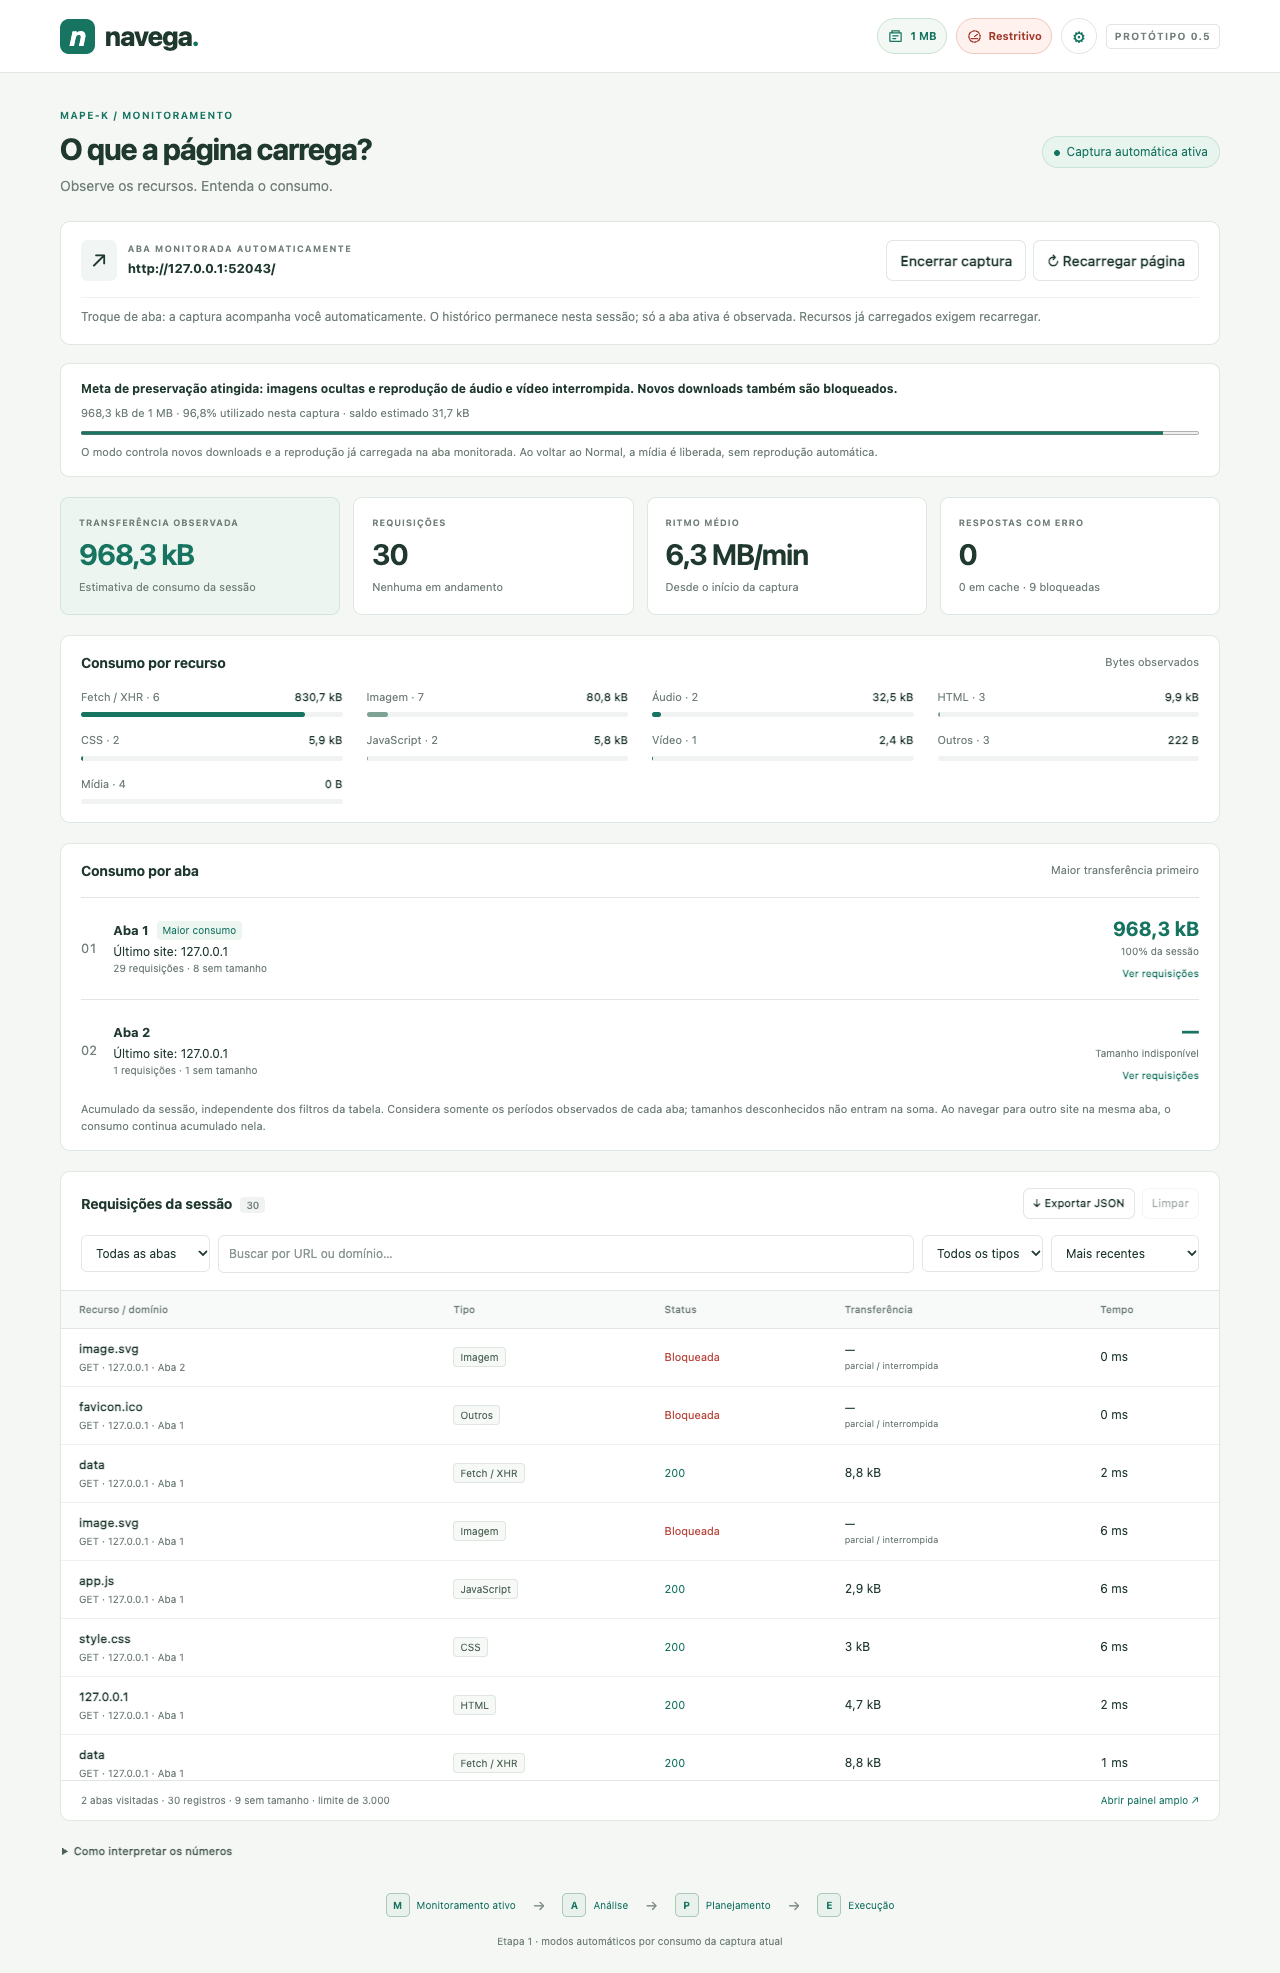 n navega.
1 MB
Restritivo
PROTÓTIPO 0.5
MAPE-K / MONITORAMENTO
O que a página carrega?
Captura automática ativa
Observe os recursos. Entenda o consumo.
ABA MONITORADA AUTOMATICAMENTE
http://127.0.0.1:52043/
Encerrar captura
↻ Recarregar página
Troque de aba: a captura acompanha você automaticamente. O histórico permanece nesta sessão; só a aba ativa é observada. Recursos já carregados exigem recarregar.
Meta de preservação atingida: imagens ocultas e reprodução de áudio e vídeo interrompida. Novos downloads também são bloqueados.
968,3 kB de 1 MB · 96,8% utilizado nesta captura · saldo estimado 31,7 kB
O modo controla novos downloads e a reprodução já carregada na aba monitorada. Ao voltar ao Normal, a mídia é liberada, sem reprodução automática.
TRANSFERÊNCIA OBSERVADA
968,3 kB
Estimativa de consumo da sessão
REQUISIÇÕES
30
Nenhuma em andamento
RITMO MÉDIO
6,3 MB/min
Desde o início da captura
RESPOSTAS COM ERRO
0
0 em cache · 9 bloqueadas
Consumo por recurso
Bytes observados
Fetch / XHR · 6 830,7 kB
Imagem · 7 80,8 kB
Áudio · 2 32,5 kB
HTML · 3 9,9 kB
CSS · 2 5,9 kB
JavaScript · 2 5,8 kB
Vídeo · 1 2,4 kB
Outros · 3 222 B
Mídia · 4 0 B
Consumo por aba
Maior transferência primeiro
01
Aba 1 Maior consumo
Último site: 127.0.0.1
29 requisições · 8 sem tamanho
968,3 kB
100% da sessão
Ver requisições
02
Aba 2
Último site: 127.0.0.1
1 requisições · 1 sem tamanho
—
Tamanho indisponível
Ver requisições
Acumulado da sessão, independente dos filtros da tabela. Considera somente os períodos observados de cada aba; tamanhos desconhecidos não entram na soma. Ao navegar para outro site na mesma aba, o
consumo continua acumulado nela.
Requisições da sessão 30
↓ Exportar JSON
Limpar
Todas as abas
Buscar por URL ou domínio...
Todos os tipos
Mais recentes
Recurso / domínio Tipo Status Transferência Tempo
image.svg
GET · 127.0.0.1 · Aba 2
Imagem
Bloqueada
—
parcial / interrompida
0 ms
favicon.ico
GET · 127.0.0.1 · Aba 1
Outros
Bloqueada
—
parcial / interrompida
0 ms
data
GET · 127.0.0.1 · Aba 1
Fetch / XHR
200
8,8 kB
2 ms
image.svg
GET · 127.0.0.1 · Aba 1
Imagem
Bloqueada
—
parcial / interrompida
6 ms
app.js
GET · 127.0.0.1 · Aba 1
JavaScript
200
2,9 kB
6 ms
style.css
GET · 127.0.0.1 · Aba 1
CSS
200
3 kB
6 ms
127.0.0.1
GET · 127.0.0.1 · Aba 1
HTML
200
4,7 kB
2 ms
data
GET · 127.0.0.1 · Aba 1
Fetch / XHR
200
8,8 kB
1 ms
2 abas visitadas · 30 registros · 9 sem tamanho · limite de 3.000
Abrir painel amplo ↗
▶ Como interpretar os números
M Monitoramento ativo → A Análise → P Planejamento → E Execução
Etapa 1 · modos automáticos por consumo da captura atual